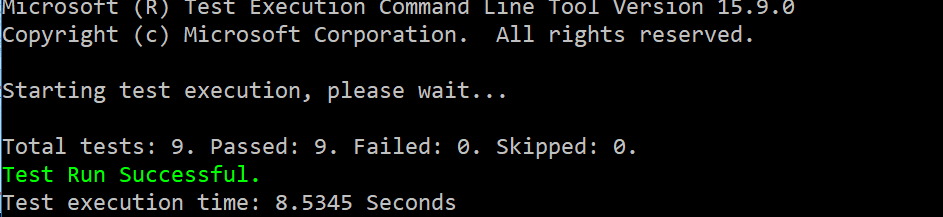 Microsoft (R) Test Execution Command Line Tool Version 15.9.0
Copyright (c) Microsoft Corporation.  All rights reserved.
Starting test execution, please wait...
Total tests: 9. Passed: 9. Failed: 0. Skipped: 0.
Test Run Successful.
Test execution time: 8.5345 Seconds